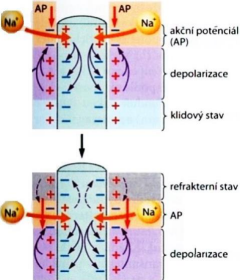 AP
AP
Na⁺
Na⁺
akční potenciál
(AP)
depolarizace
klidový stav
refrakterní stav
Na⁺
Na⁺
AP
depolarizace